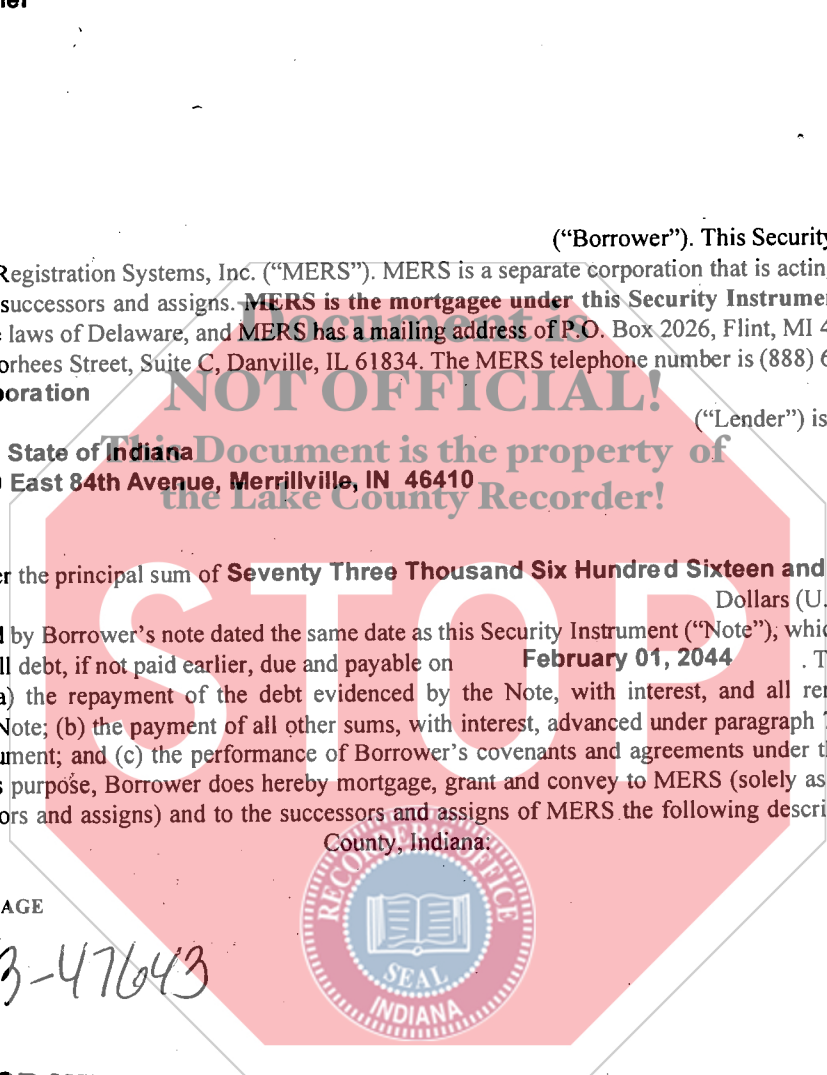 ("Borrower"). This Security
Registration Systems, Inc. ("MERS"). MERS is a separate corporation that is actin
successors and assigns. MERS is the mortgagee under this Security Instrume
laws of Delaware, and MERS has a mailing address of P.O. Box 2026, Flint, MI 4
orhees Street, Suite C, Danville, IL 61834. The MERS telephone number is (888) 6
oration
("Lender") is
State of Indiana
East 84th Avenue, Merrillville, IN 46410
er the principal sum of Seventy Three Thousand Six Hundred Sixteen and
Dollars (U.
d by Borrower's note dated the same date as this Security Instrument ("Note"), whic
ll debt, if not paid earlier, due and payable on February 01, 2044 . T
a) the repayment of the debt evidenced by the Note, with interest, and all re
Note; (b) the payment of all other sums, with interest, advanced under paragraph 7
ument; and (c) the performance of Borrower's covenants and agreements under t
s purpose, Borrower does hereby mortgage, grant and convey to MERS (solely as
ors and assigns) and to the successors and assigns of MERS the following descri
County, Indiana:
AGE
3-47643
Document is
NOT OFFICIAL!
This Document is the property of
the Lake County Recorder!
STOP
RECORDER'S OFFICE
SEAL
INDIANA